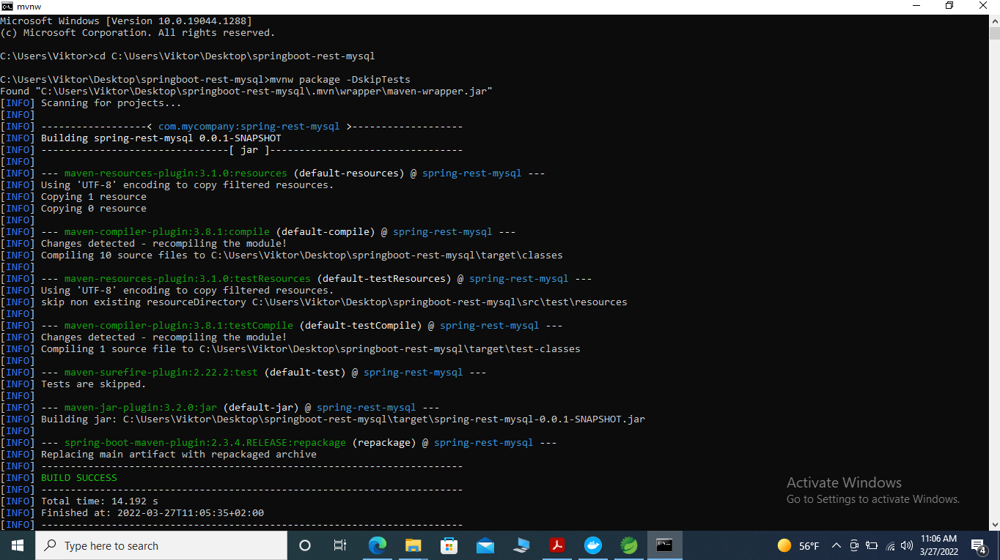 mvnw
Microsoft Windows [Version 10.0.19044.1288]
(c) Microsoft Corporation. All rights reserved.
C:\Users\Viktor>cd C:\Users\Viktor\Desktop\springboot-rest-mysql
C:\Users\Viktor\Desktop\springboot-rest-mysql>mvnw package -DskipTests
Found "C:\Users\Viktor\Desktop\springboot-rest-mysql\.mvn\wrapper\maven-wrapper.jar"
[INFO] Scanning for projects...
[INFO]
[INFO] ------------------< com.mycompany:spring-rest-mysql >-------------------
[INFO] Building spring-rest-mysql 0.0.1-SNAPSHOT
[INFO] --------------------------------[ jar ]---------------------------------
[INFO]
[INFO] --- maven-resources-plugin:3.1.0:resources (default-resources) @ spring-rest-mysql ---
[INFO] Using 'UTF-8' encoding to copy filtered resources.
[INFO] Copying 1 resource
[INFO] Copying 0 resource
[INFO]
[INFO] --- maven-compiler-plugin:3.8.1:compile (default-compile) @ spring-rest-mysql ---
[INFO] Changes detected - recompiling the module!
[INFO] Compiling 10 source files to C:\Users\Viktor\Desktop\springboot-rest-mysql\target\classes
[INFO]
[INFO] --- maven-resources-plugin:3.1.0:testResources (default-testResources) @ spring-rest-mysql ---
[INFO] Using 'UTF-8' encoding to copy filtered resources.
[INFO] skip non existing resourceDirectory C:\Users\Viktor\Desktop\springboot-rest-mysql\src\test\resources
[INFO]
[INFO] --- maven-compiler-plugin:3.8.1:testCompile (default-testCompile) @ spring-rest-mysql ---
[INFO] Changes detected - recompiling the module!
[INFO] Compiling 1 source file to C:\Users\Viktor\Desktop\springboot-rest-mysql\target\test-classes
[INFO]
[INFO] --- maven-surefire-plugin:2.22.2:test (default-test) @ spring-rest-mysql ---
[INFO] Tests are skipped.
[INFO]
[INFO] --- maven-jar-plugin:3.2.0:jar (default-jar) @ spring-rest-mysql ---
[INFO] Building jar: C:\Users\Viktor\Desktop\springboot-rest-mysql\target\spring-rest-mysql-0.0.1-SNAPSHOT.jar
[INFO]
[INFO] --- spring-boot-maven-plugin:2.3.4.RELEASE:repackage (repackage) @ spring-rest-mysql ---
[INFO] Replacing main artifact with repackaged archive
[INFO] ------------------------------------------------------------------------
[INFO] BUILD SUCCESS
[INFO] ------------------------------------------------------------------------
[INFO] Total time: 14.192 s
[INFO] Finished at: 2022-03-27T11:05:35+02:00
[INFO] ------------------------------------------------------------------------
Activate Windows
Go to Settings to activate Windows.
Type here to search
56°F
11:06 AM
3/27/2022
4